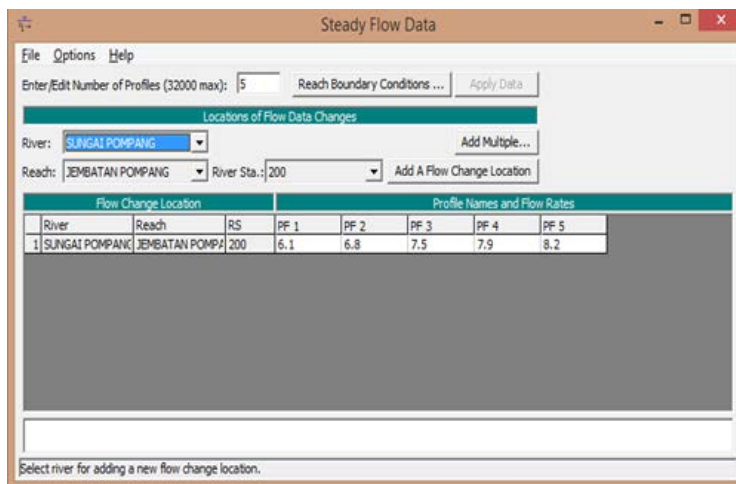 Steady Flow Data
File Options Help
Enter/Edit Number of Profiles (32000 max): 5 Reach Boundary Conditions ... Apply Data
Locations of Flow Data Changes
River: SUNGAI POMPANG Add Multiple...
Reach: JEMBATAN POMPANG River Sta.: 200 Add A Flow Change Location
Flow Change Location Profile Names and Flow Rates
River Reach RS PF 1 PF 2 PF 3 PF 4 PF 5
1 SUNGAI POMPANG JEMBATAN POMPA 200 6.1 6.8 7.5 7.9 8.2
Select river for adding a new flow change location.